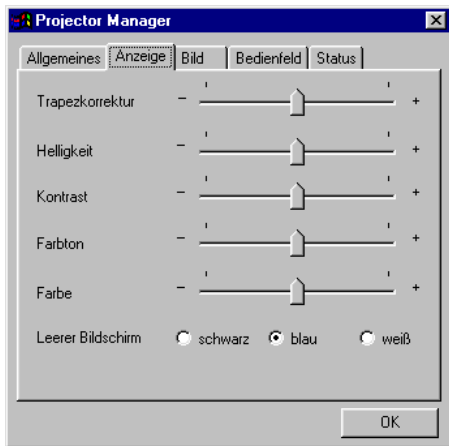 Projector Manager
Allgemeines Anzeige Bild Bedienfeld Status
Trapezkorrektur - +
Helligkeit - +
Kontrast - +
Farbton - +
Farbe - +
Leerer Bildschirm schwarz blau weiß
OK